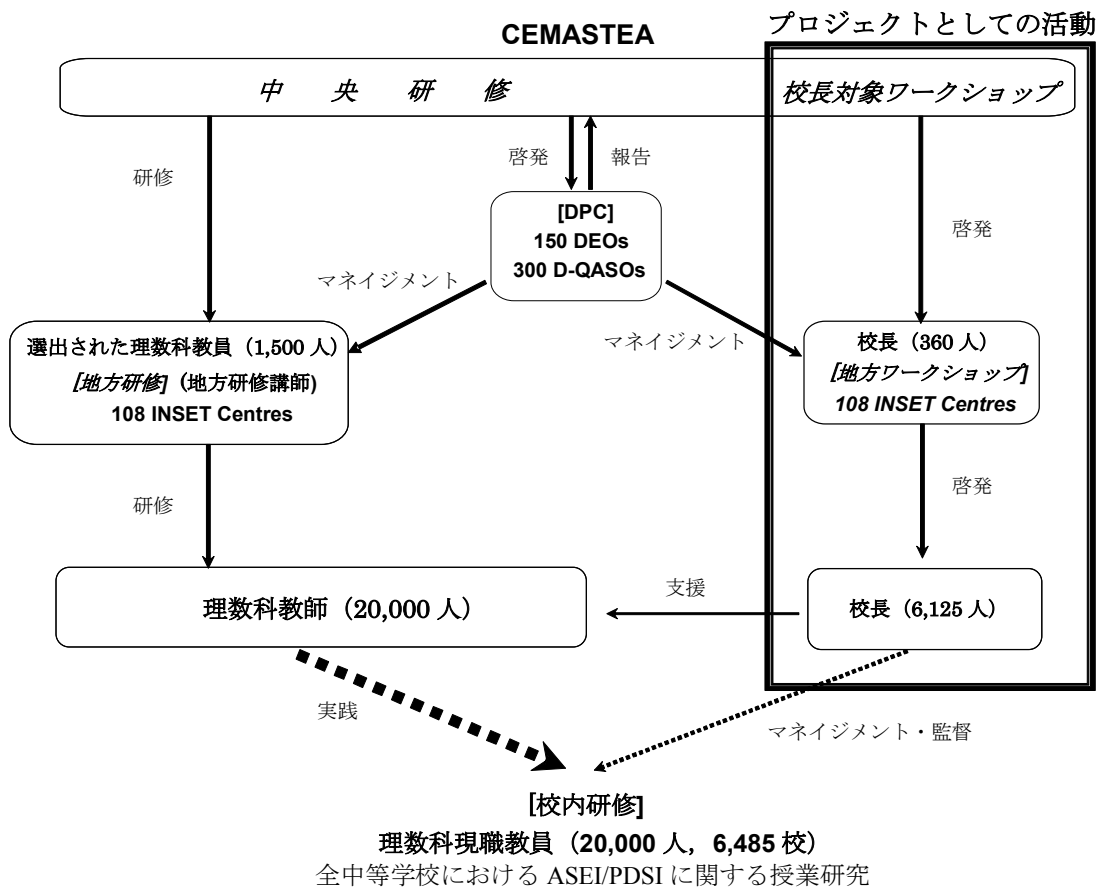 プロジェクトとしての活動
CEMASTEA
中 央 研 修
校長対象ワークショップ
研修
啓発
報告
啓発
[DPC]
150 DEOs
300 D-QASOs
マネイジメント
マネイジメント
選出された理数科教員（1,500 人）
[地方研修] (地方研修講師)
108 INSET Centres
校長（360 人）
[地方ワークショップ]
108 INSET Centres
研修
啓発
理数科教師（20,000 人）
支援
校長（6,125 人）
実践
マネイジメント・監督
[校内研修]
理数科現職教員（20,000 人，6,485 校）
全中等学校における ASEI/PDSI に関する授業研究